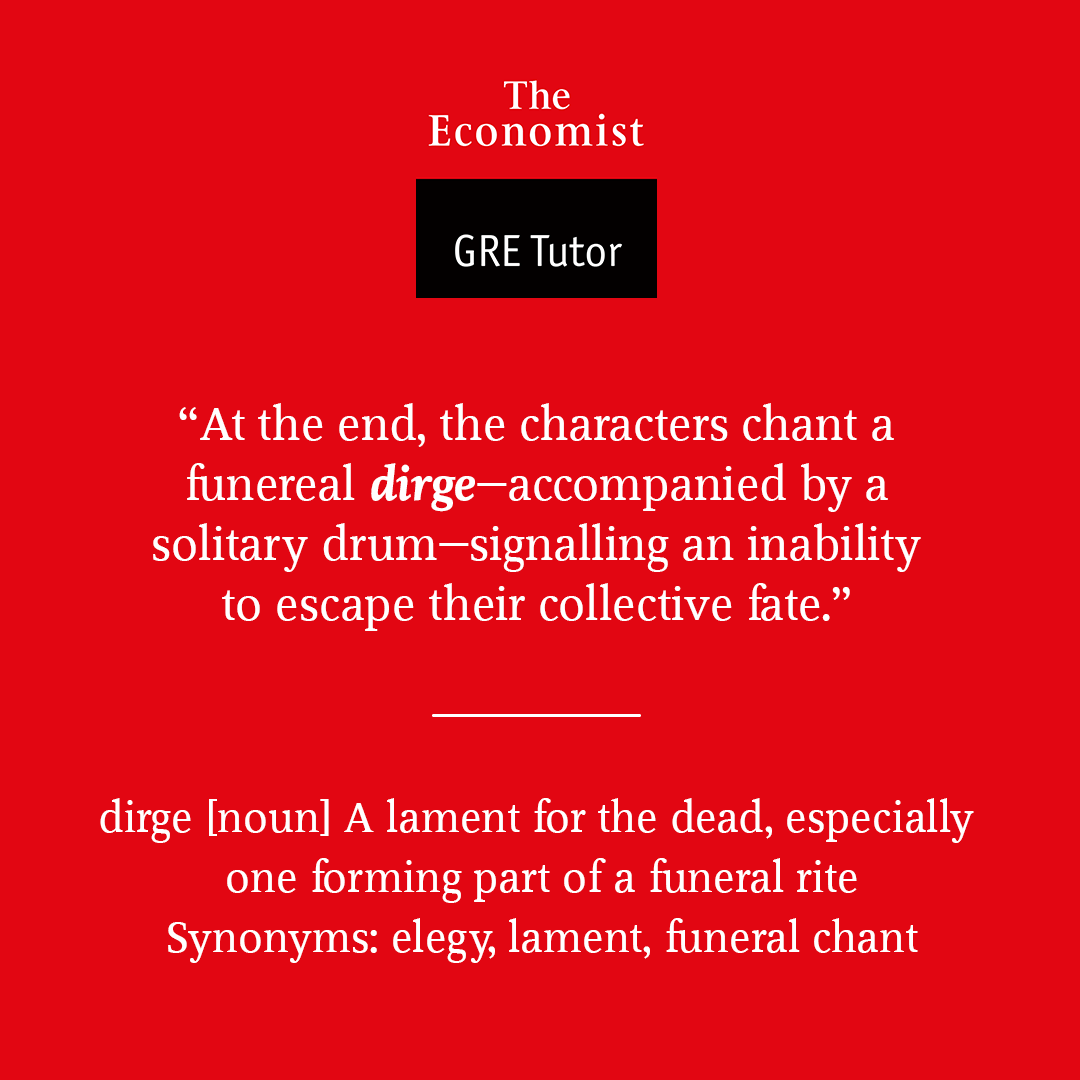 The
Economist
GRE Tutor
“At the end, the characters chant a
funereal dirge—accompanied by a
solitary drum—signalling an inability
to escape their collective fate.”
dirge [noun] A lament for the dead, especially
one forming part of a funeral rite
Synonyms: elegy, lament, funeral chant